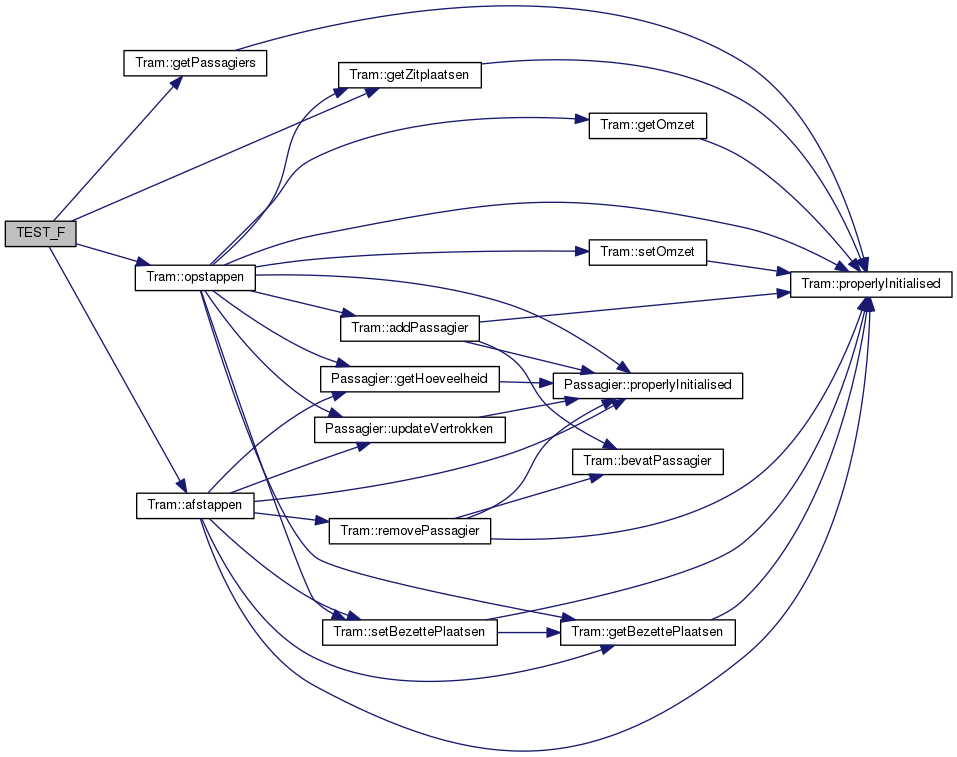 Tram::getPassagiers
Tram::getZitplaatsen
Tram::getOmzet
TEST_F
Tram::opstappen
Tram::setOmzet
Tram::properlyInitialised
Tram::addPassagier
Passagier::getHoeveelheid
Passagier::properlyInitialised
Passagier::updateVertrokken
Tram::bevatPassagier
Tram::afstappen
Tram::removePassagier
Tram::setBezettePlaatsen
Tram::getBezettePlaatsen